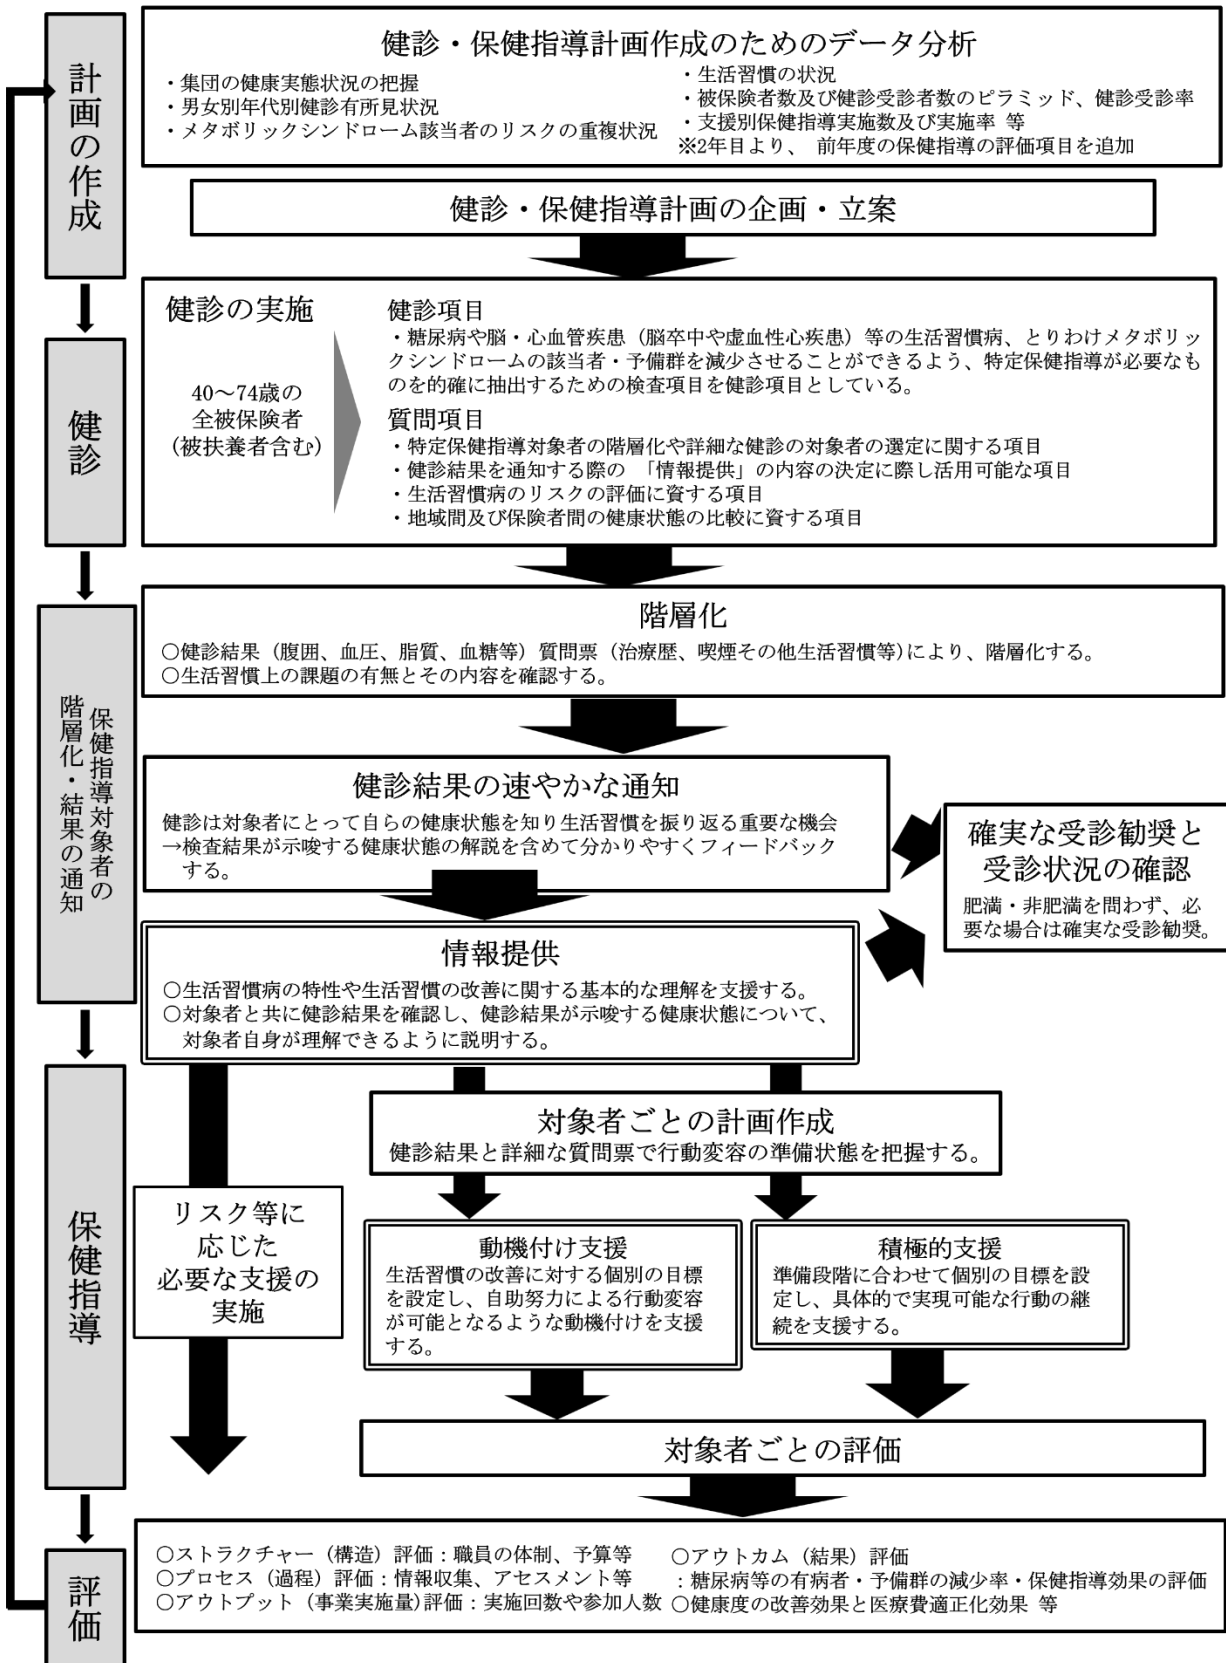 計画の作成
健診・保健指導計画作成のためのデータ分析
・集団の健康実態状況の把握
・男女別年代別健診有所見状況
・メタボリックシンドローム該当者のリスクの重複状況
・生活習慣の状況
・被保険者数及び健診受診者数のピラミッド、健診受診率
・支援別保健指導実施数及び実施率 等
※2年目より、 前年度の保健指導の評価項目を追加
健診・保健指導計画の企画・立案
健診
健診の実施
40～74歳の
全被保険者
(被扶養者含む)
健診項目
・糖尿病や脳・心血管疾患（脳卒中や虚血性心疾患）等の生活習慣病、とりわけメタボリッ
クシンドロームの該当者・予備群を減少させることができるよう、特定保健指導が必要なも
のを的確に抽出するための検査項目を健診項目としている。
質問項目
・特定保健指導対象者の階層化や詳細な健診の対象者の選定に関する項目
・健診結果を通知する際の 「情報提供」の内容の決定に際し活用可能な項目
・生活習慣病のリスクの評価に資する項目
・地域間及び保険者間の健康状態の比較に資する項目
保健指導対象者の
階層化・結果の通知
階層化
○健診結果（腹囲、血圧、脂質、血糖等）質問票（治療歴、喫煙その他生活習慣等)により、階層化する。
○生活習慣上の課題の有無とその内容を確認する。
健診結果の速やかな通知
健診は対象者にとって自らの健康状態を知り生活習慣を振り返る重要な機会
→検査結果が示唆する健康状態の解説を含めて分かりやすくフィードバック
する。
確実な受診勧奨と
受診状況の確認
肥満・非肥満を問わず、必
要な場合は確実な受診勧奨。
情報提供
○生活習慣病の特性や生活習慣の改善に関する基本的な理解を支援する。
○対象者と共に健診結果を確認し、健診結果が示唆する健康状態について、
対象者自身が理解できるように説明する。
保健指導
対象者ごとの計画作成
健診結果と詳細な質問票で行動変容の準備状態を把握する。
リスク等に
応じた
必要な支援の
実施
動機付け支援
生活習慣の改善に対する個別の目標
を設定し、自助努力による行動変容
が可能となるような動機付けを支援
する。
積極的支援
準備段階に合わせて個別の目標を設
定し、具体的で実現可能な行動の継
続を支援する。
対象者ごとの評価
評価
○ストラクチャー（構造）評価：職員の体制、予算等
○プロセス（過程）評価：情報収集、アセスメント等
○アウトプット（事業実施量)評価：実施回数や参加人数
○アウトカム（結果）評価
：糖尿病等の有病者・予備群の減少率・保健指導効果の評価
○健康度の改善効果と医療費適正化効果 等